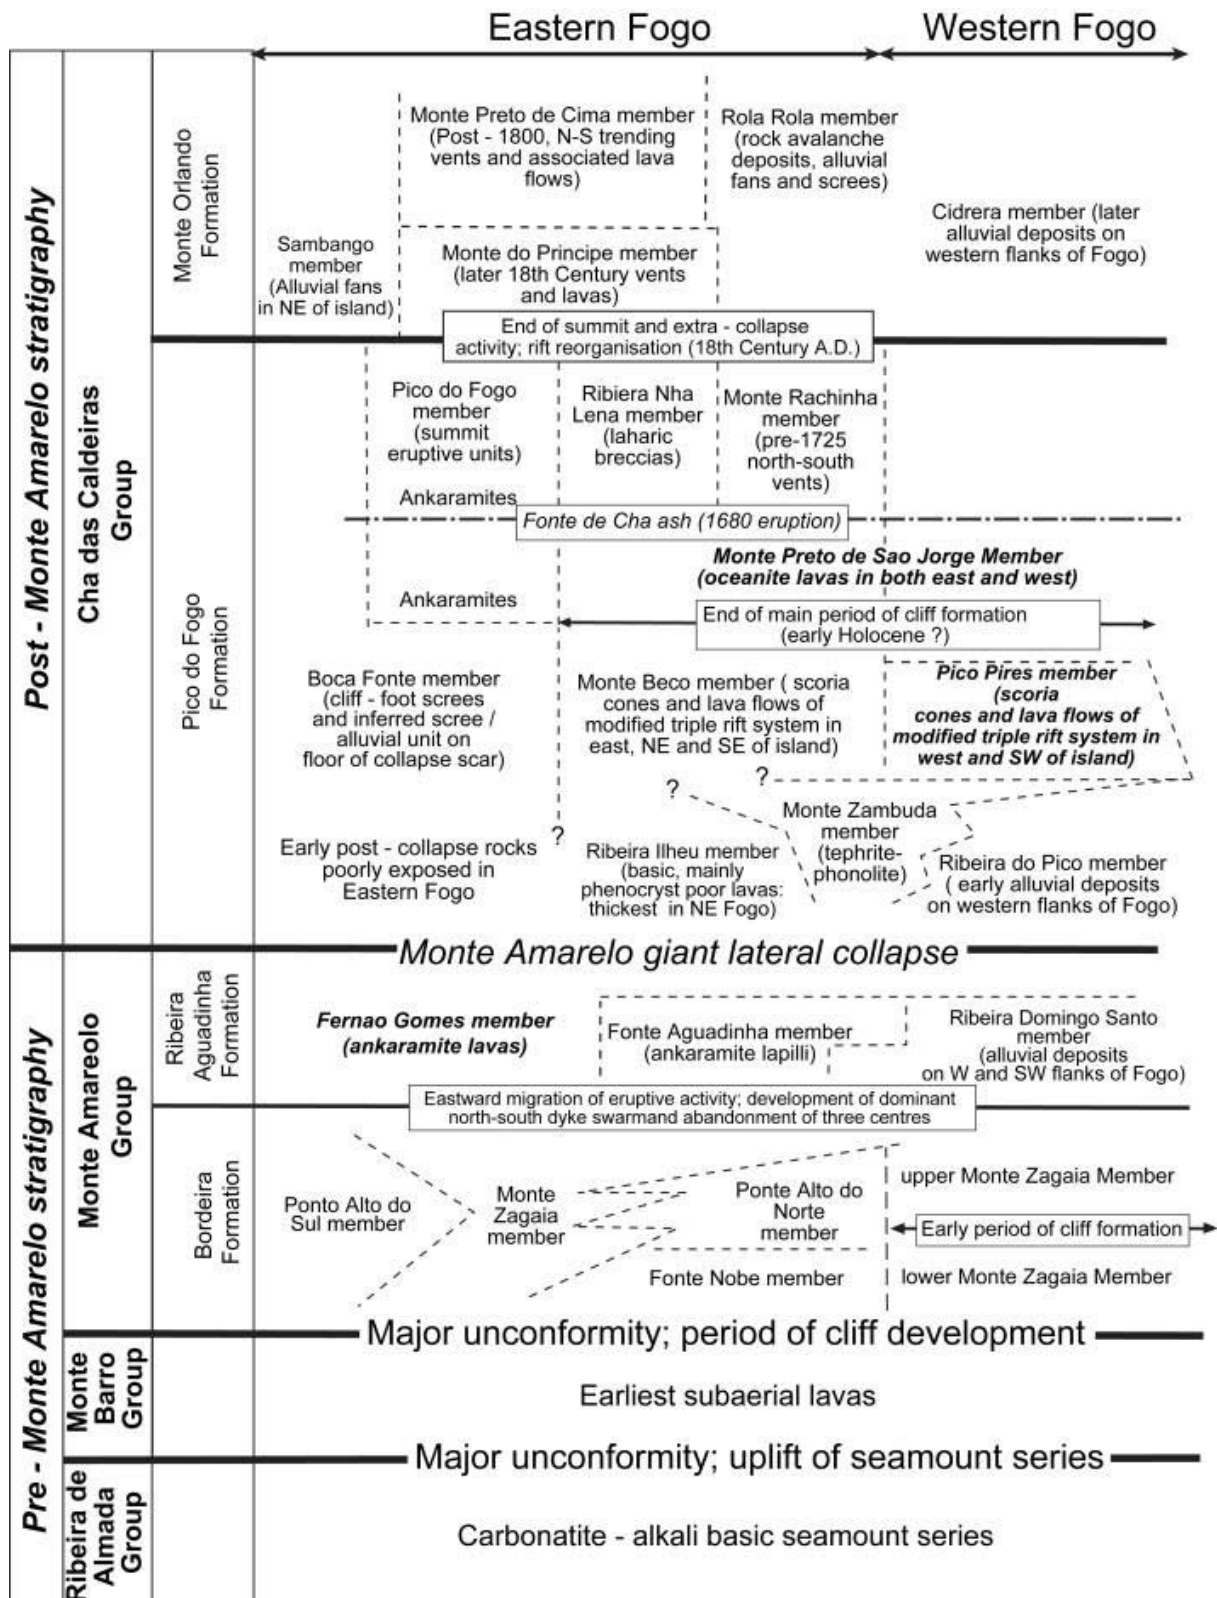 Eastern Fogo
Western Fogo
Post - Monte Amarelo stratigraphy
Cha das Caldeiras
Group
Monte Orlando
Formation
Monte Preto de Cima member
(Post - 1800, N-S trending
vents and associated lava
flows)
Rola Rola member
(rock avalanche
deposits, alluvial
fans and screes)
Cidrera member (later
alluvial deposits on
western flanks of Fogo)
Sambango
member
(Alluvial fans
in NE of island)
Monte do Principe member
(later 18th Century vents
and lavas)
End of summit and extra - collapse
activity; rift reorganisation (18th Century A.D.)
Pico do Fogo
Formation
Pico do Fogo
member
(summit
eruptive units)
Ribiera Nha
Lena member
(laharic
breccias)
Monte Rachinha
member
(pre-1725
north-south
vents)
Ankaramites
Fonte de Cha ash (1680 eruption)
Monte Preto de Sao Jorge Member
(oceanite lavas in both east and west)
Ankaramites
End of main period of cliff formation
(early Holocene ?)
Boca Fonte member
(cliff - foot screes
and inferred scree /
alluvial unit on
floor of collapse scar)
Monte Beco member ( scoria
cones and lava flows of
modified triple rift system in
east, NE and SE of island)
Pico Pires member
(scoria
cones and lava flows of
modified triple rift system in
west and SW of island)
?
?
?
Monte Zambuda
member
(tephrite-
phonolite)
Early post - collapse rocks
poorly exposed in
Eastern Fogo
Ribeira Ilheu member
(basic, mainly
phenocryst poor lavas:
thickest in NE Fogo)
Ribeira do Pico member
( early alluvial deposits
on western flanks of Fogo)
Monte Amarelo giant lateral collapse
Pre - Monte Amarelo stratigraphy
Monte Amareolo
Group
Ribeira
Aguadinha
Formation
Fernao Gomes member
(ankaramite lavas)
Fonte Aguadinha member
(ankaramite lapilli)
Ribeira Domingo Santo
member
(alluvial deposits
on W and SW flanks of Fogo)
Eastward migration of eruptive activity; development of dominant
north-south dyke swarmand abandonment of three centres
Bordeira
Formation
Ponto Alto do
Sul member
Monte
Zagaia
member
Ponte Alto do
Norte
member
upper Monte Zagaia Member
Early period of cliff formation
Fonte Nobe member
lower Monte Zagaia Member
Major unconformity; period of cliff development
Monte
Barro
Group
Earliest subaerial lavas
Major unconformity; uplift of seamount series
Ribeira de
Almada
Group
Carbonatite - alkali basic seamount series